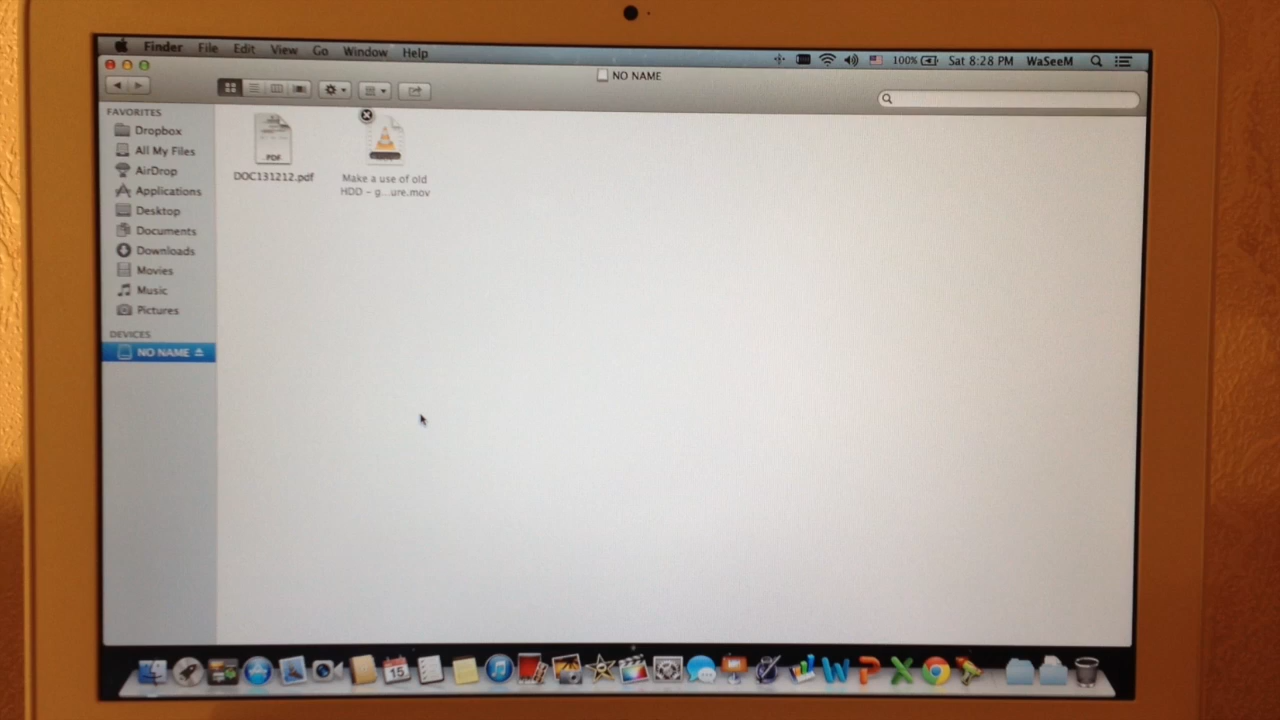 Finder File Edit View Go Window Help
100% Sat 8:28 PM WaSeeM
NO NAME
FAVORITES
Dropbox
All My Files
AirDrop
Applications
Desktop
Documents
Downloads
Movies
Music
Pictures
DEVICES
NO NAME
PDF
DOC131212.pdf
Make a use of old
HDD - g...ure.mov
15
W P X